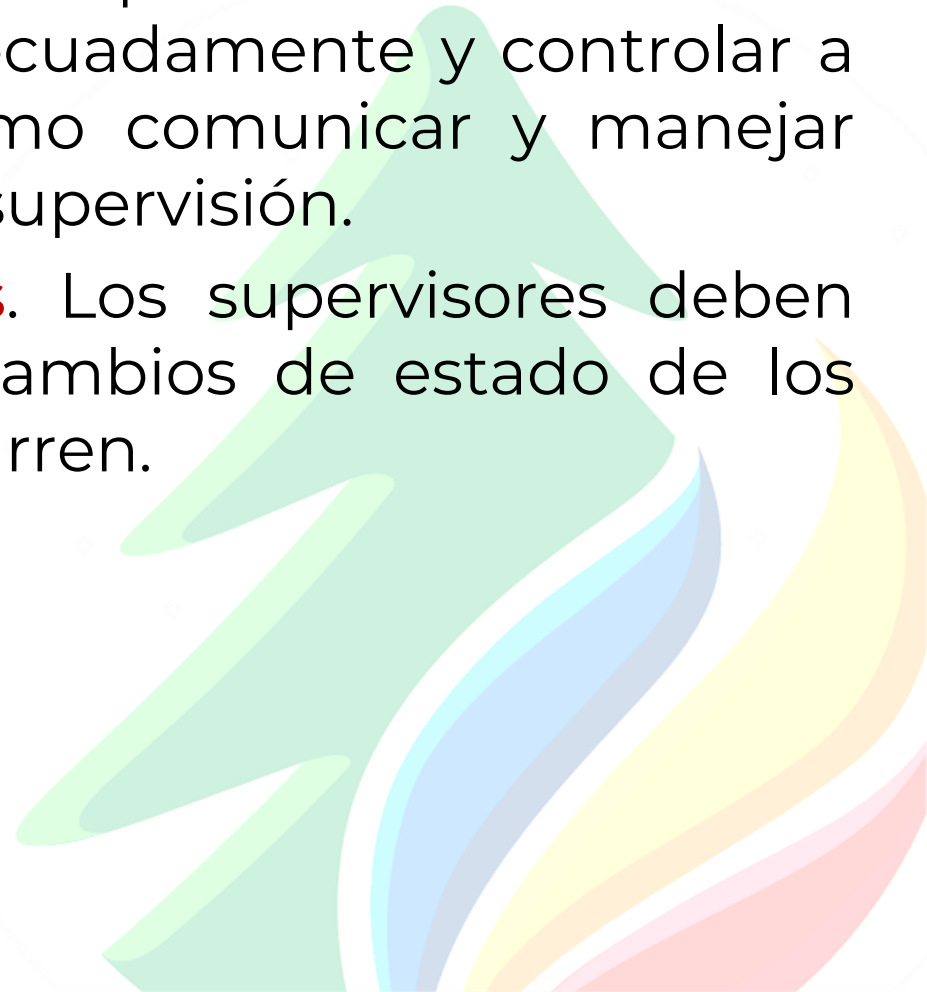 cuadamente y controlar a
mo comunicar y manejar
supervisión.
s. Los supervisores deben
ambios de estado de los
rren.